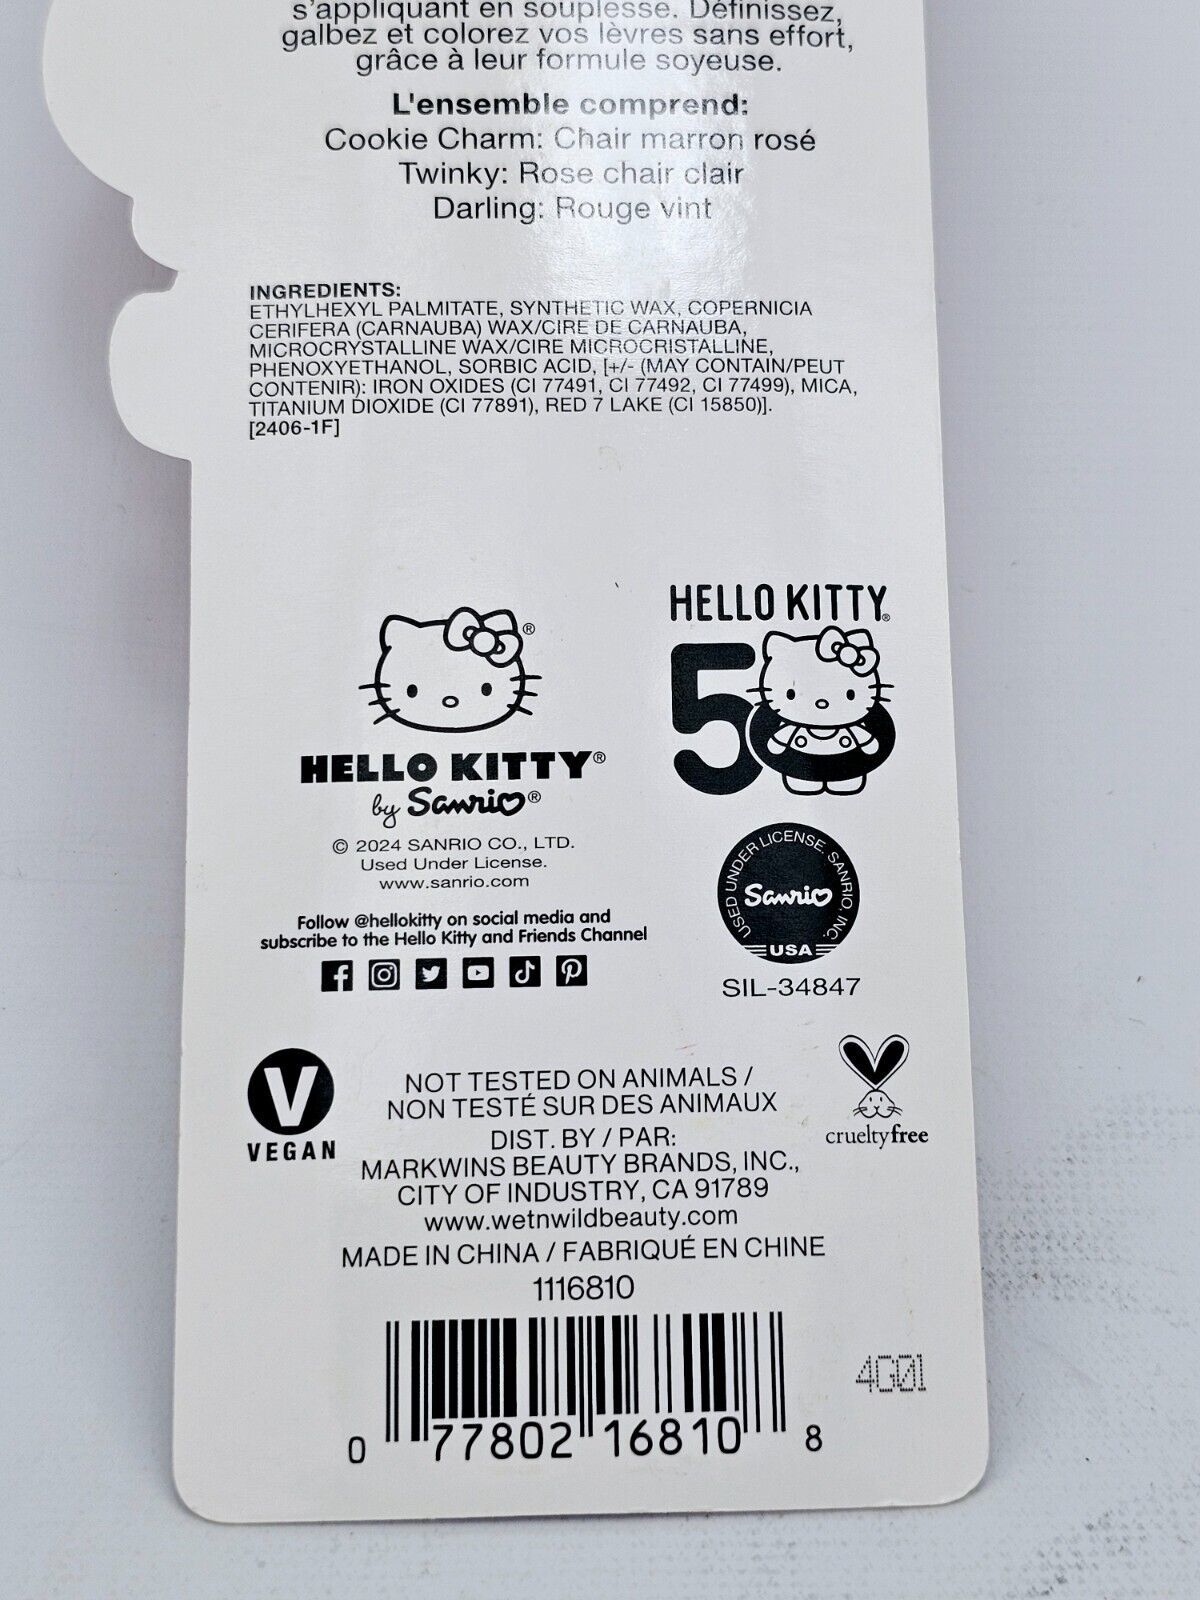 s'appliquant en souplesse. Définissez,
galbez et colorez vos lèvres sans effort,
grâce à leur formule soyeuse.
L'ensemble comprend:
Cookie Charm: Chair marron rosé
Twinky: Rose chair clair
Darling: Rouge vint
INGREDIENTS:
ETHYLHEXYL PALMITATE, SYNTHETIC WAX, COPERNICIA
CERIFERA (CARNAUBA) WAX/CIRE DE CARNAUBA,
MICROCRYSTALLINE WAX/CIRE MICROCRISTALLINE,
PHENOXYETHANOL, SORBIC ACID, [+/- (MAY CONTAIN/PEUT
CONTENIR): IRON OXIDES (CI 77491, CI 77492, CI 77499), MICA,
TITANIUM DIOXIDE (CI 77891), RED 7 LAKE (CI 15850)].
[2406-1F]
®
HELLO KITTY®
by Sanrio®
© 2024 SANRIO CO., LTD.
Used Under License.
www.sanrio.com
Follow @hellokitty on social media and
subscribe to the Hello Kitty and Friends Channel
HELLO KITTY®
50
USED UNDER LICENSE. SANRIO, INC.
Sanrio
USA
SIL-34847
V
VEGAN
NOT TESTED ON ANIMALS /
NON TESTÉ SUR DES ANIMAUX
crueltyfree
DIST. BY / PAR:
MARKWINS BEAUTY BRANDS, INC.,
CITY OF INDUSTRY, CA 91789
www.wetnwildbeauty.com
MADE IN CHINA / FABRIQUÉ EN CHINE
1116810
4G01
0 77802 16810 8